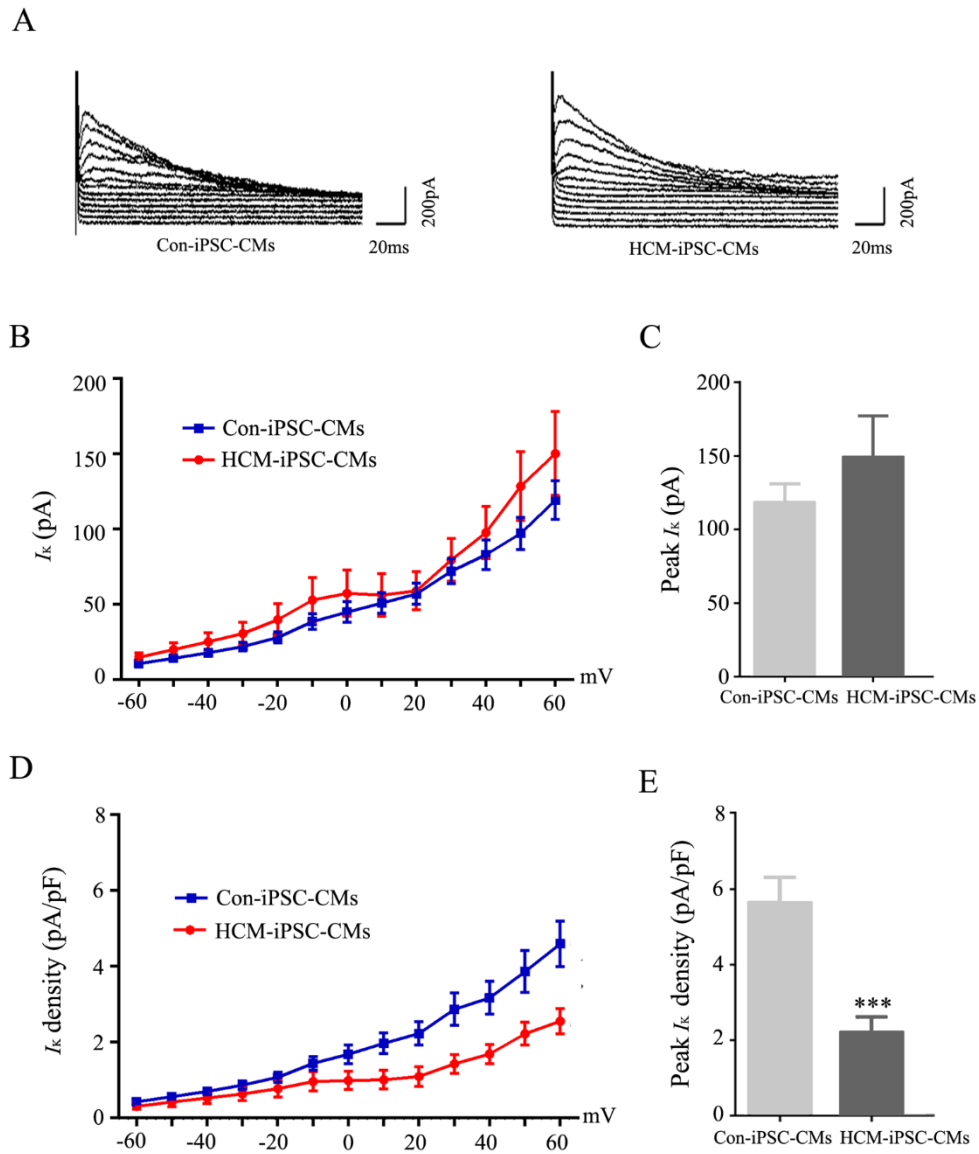 A
200pA
200pA
Con-iPSC-CMs
20ms
HCM-iPSC-CMs
20ms
B
C
200
150
100
50
0
Iκ (pA)
Con-iPSC-CMs
HCM-iPSC-CMs
-60
-40
-20
0
20
40
60
mV
200
150
100
50
0
Peak Iκ (pA)
Con-iPSC-CMs
HCM-iPSC-CMs
D
E
8
6
4
2
0
Iκ density (pA/pF)
Con-iPSC-CMs
HCM-iPSC-CMs
-60
-40
-20
0
20
40
60
mV
8
6
4
2
0
Peak Iκ density (pA/pF)
***
Con-iPSC-CMs
HCM-iPSC-CMs